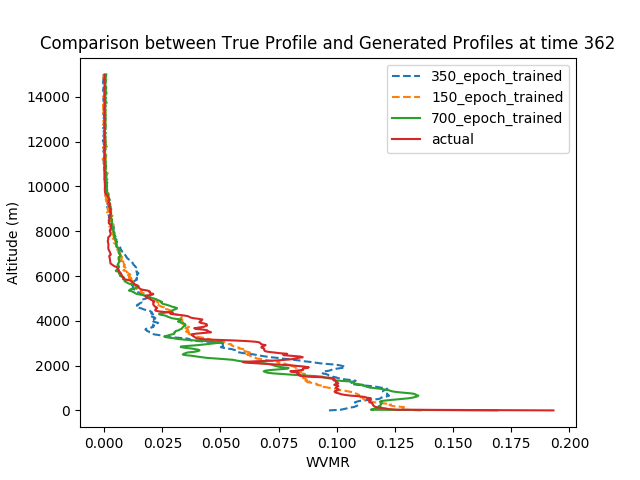 Comparison between True Profile and Generated Profiles at time 362
350_epoch_trained
150_epoch_trained
700_epoch_trained
actual
Altitude (m)
14000
12000
10000
8000
6000
4000
2000
0
0.000 0.025 0.050 0.075 0.100 0.125 0.150 0.175 0.200
WVMR